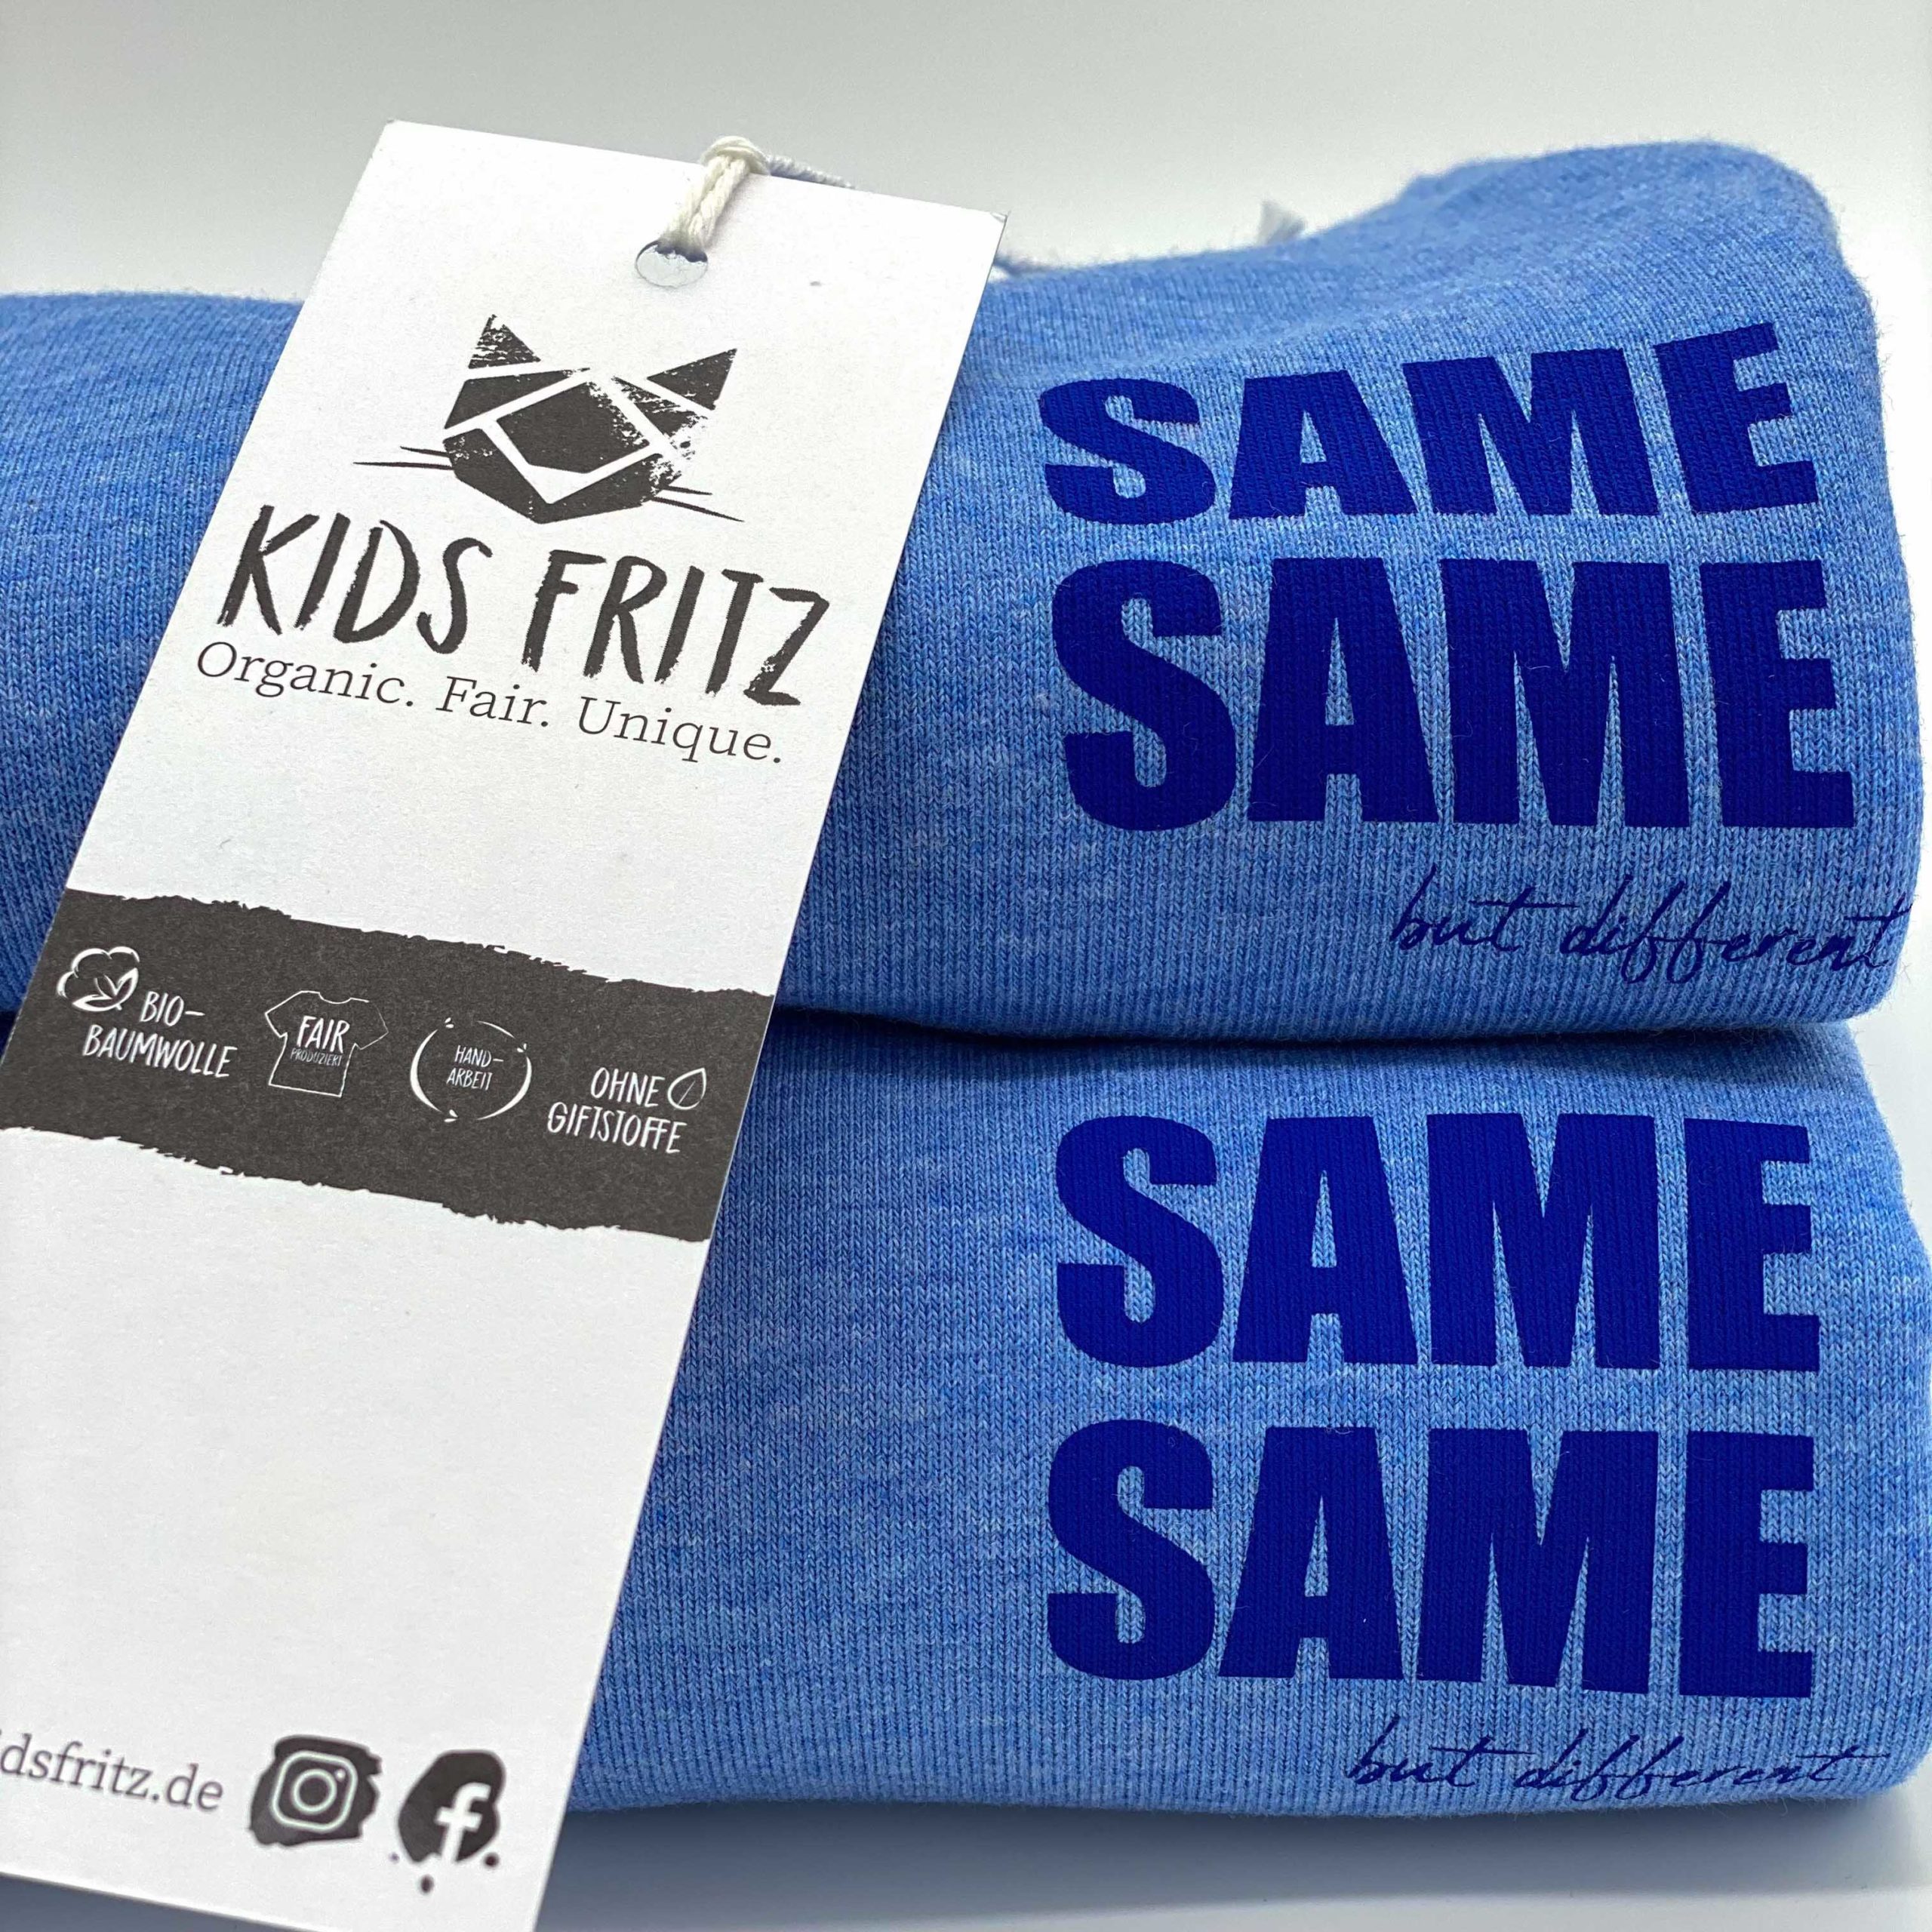 KIDS FRITZ
Organic. Fair. Unique.
BIO-
BAUMWOLLE
FAIR
PRODUZIERT
HAND-
ARBEIT
OHNE
GIFTSTOFFE
idsfritz.de
SAME
SAME
but different
SAME
SAME
but different